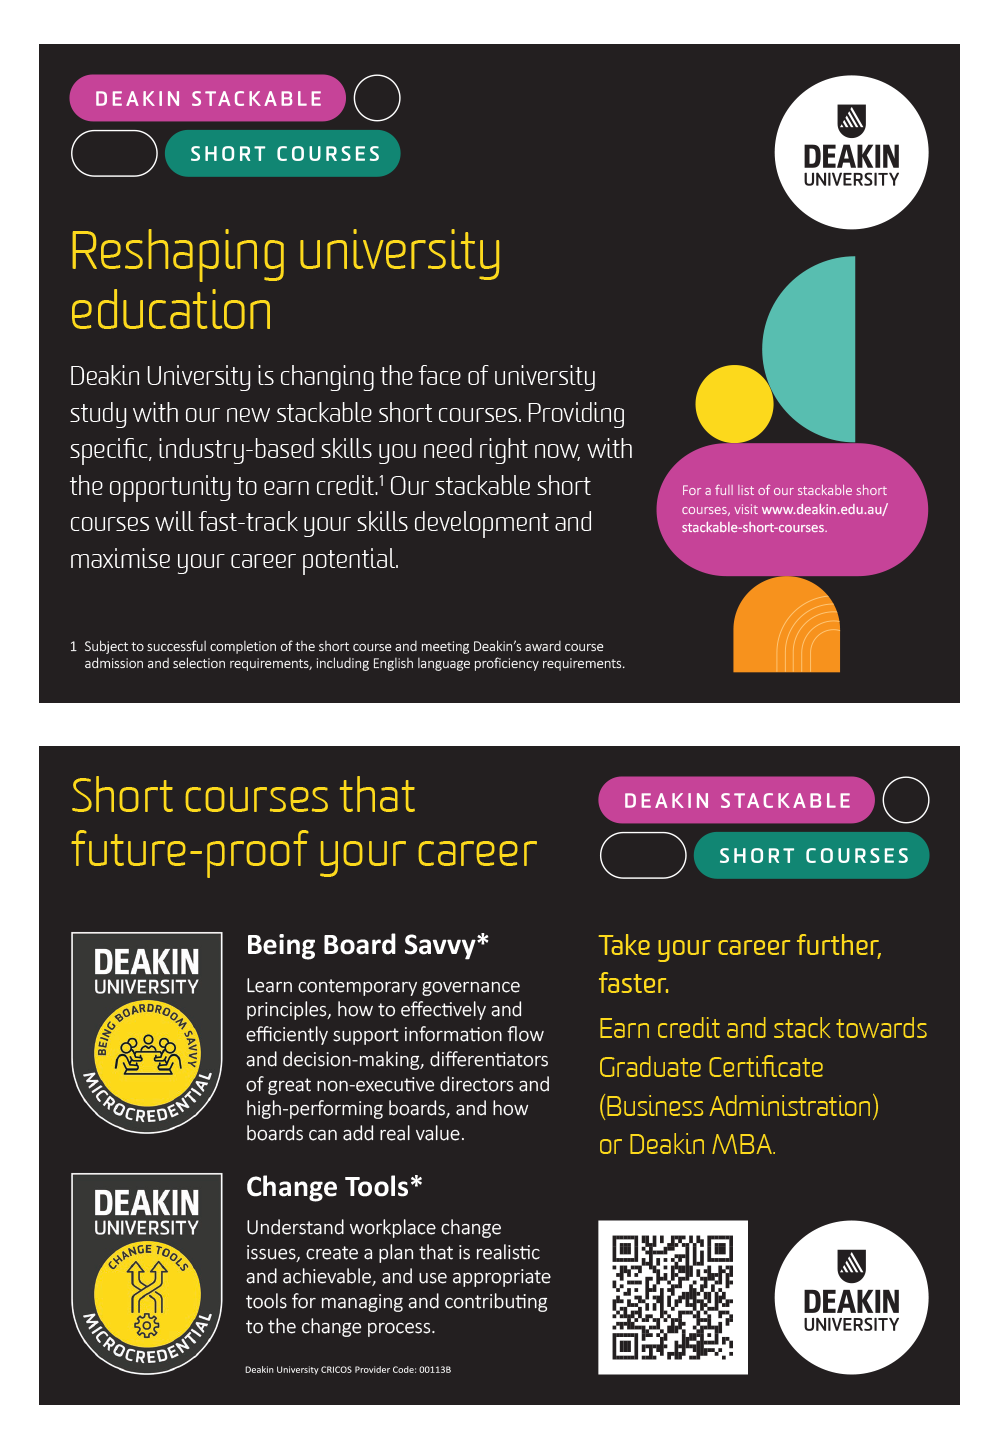 DEAKIN STACKABLE
SHORT COURSES
DEAKIN
UNIVERSITY
Reshaping university
education
Deakin University is changing the face of university
study with our new stackable short courses. Providing
specific, industry-based skills you need right now, with
the opportunity to earn credit.¹ Our stackable short
courses will fast-track your skills development and
maximise your career potential.
For a full list of our stackable short
courses, visit www.deakin.edu.au/
stackable-short-courses.
1 Subject to successful completion of the short course and meeting Deakin's award course
admission and selection requirements, including English language proficiency requirements.
Short courses that
future-proof your career
DEAKIN STACKABLE
SHORT COURSES
DEAKIN
UNIVERSITY
BEING BOARDROOM SAVVY
MICROCREDENTIAL
Being Board Savvy*
Learn contemporary governance
principles, how to effectively and
efficiently support information flow
and decision-making, differentiators
of great non-executive directors and
high-performing boards, and how
boards can add real value.
DEAKIN
UNIVERSITY
CHANGE TOOLS
MICROCREDENTIAL
Change Tools*
Understand workplace change
issues, create a plan that is realistic
and achievable, and use appropriate
tools for managing and contributing
to the change process.
Deakin University CRICOS Provider Code: 00113B
Take your career further,
faster.
Earn credit and stack towards
Graduate Certificate
(Business Administration)
or Deakin MBA.
DEAKIN
UNIVERSITY